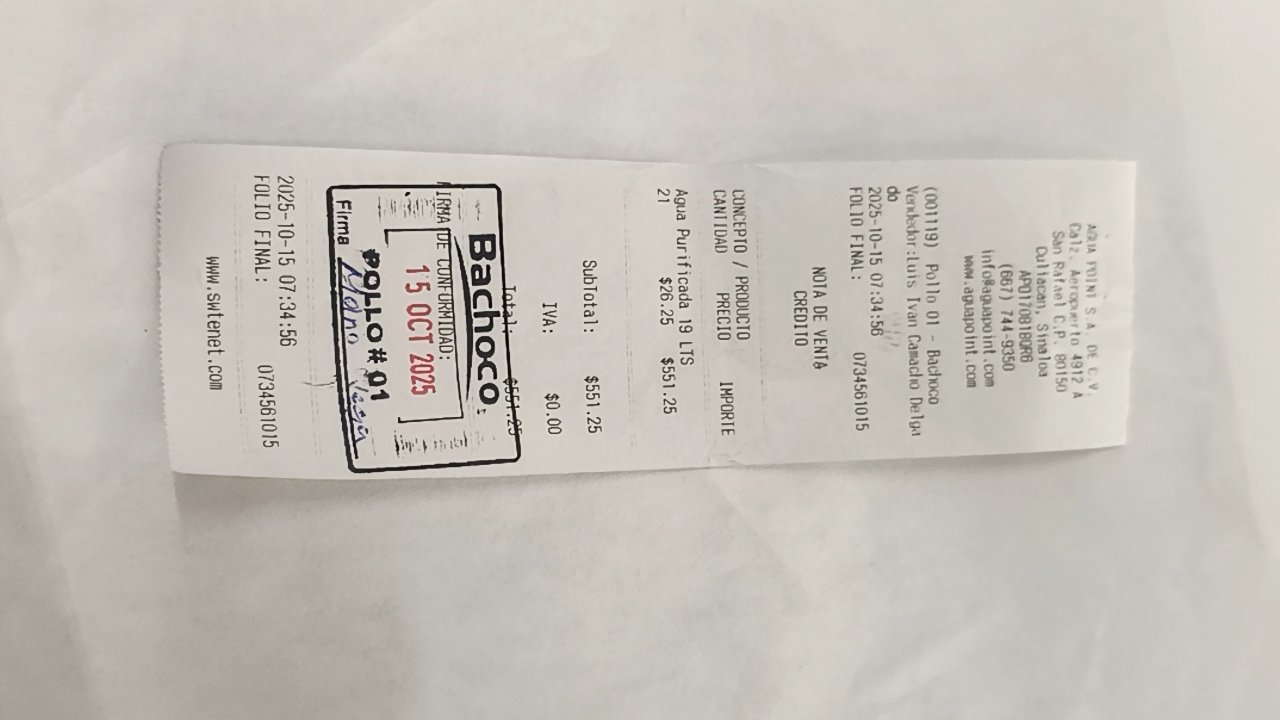 AGUA POINT S.A. DE C.V.
Calz. Aeropuerto 4912 A
San Rafael C.P. 80150
Culiacan, Sinaloa
(667) 744-9350
info@aguapoint.com
www.aguapoint.com
(001119) Pollo 01 - Bachoco
Vendedor:Luis Ivan Camacho Delga
do
2025-10-15 07:34:56
FOLIO FINAL: 0734561015
NOTA DE VENTA
CREDITO
CONCEPTO / PRODUCTO
CANTIDAD PRECIO IMPORTE
Agua Purificada 19 LTS
21 $26.25 $551.25
SubTotal: $551.25
IVA: $0.00
Total: $551.25
Bachoco
FIRMA DE CONFORMIDAD:
15 OCT 2025
POLLO # 01
Firma
2025-10-15 07:34:56
FOLIO FINAL: 0734561015
www.swtenet.com